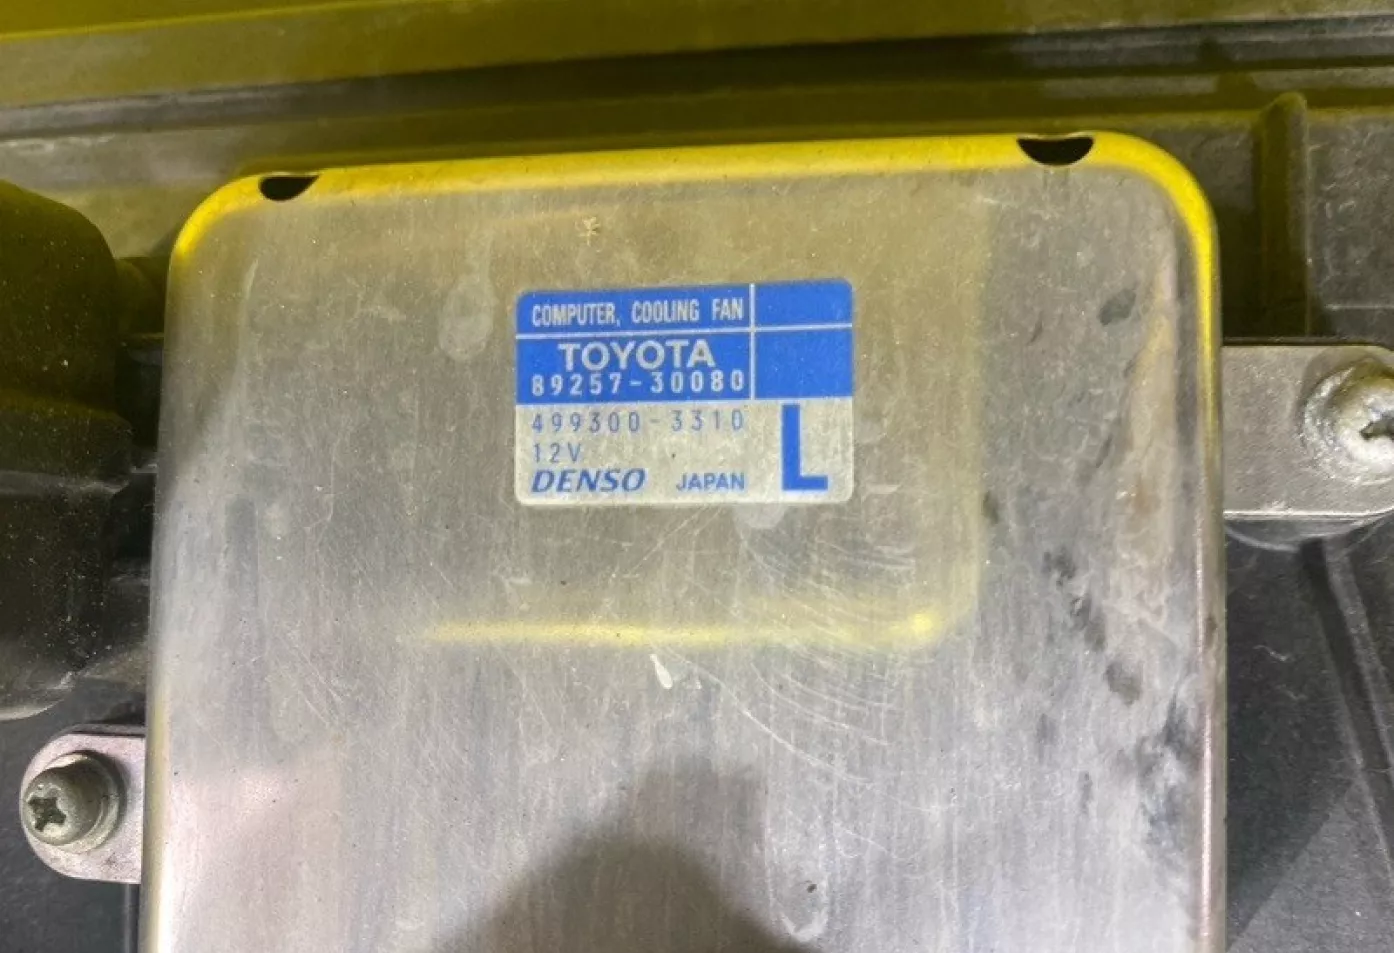 COMPUTER, COOLING FAN
TOYOTA
89257-30080
499300-3310
12V
DENSO JAPAN L